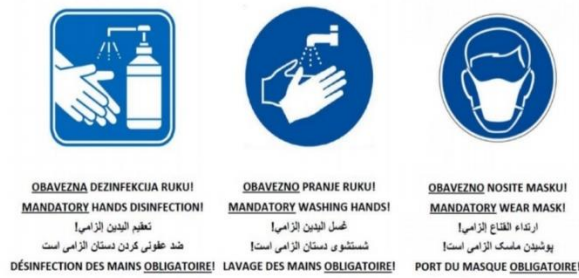 OBAVEZNA DEZINFEKCIJA RUKU!
MANDATORY HANDS DISINFECTION!
تعقيم اليدين إلزامي!
ضد عفونی کردن دستان الزامی است
DÉSINFECTION DES MAINS OBLIGATOIRE!
OBAVEZNO PRANJE RUKU!
MANDATORY WASHING HANDS!
غسل اليدين إلزامي!
شستشوی دستان الزامی است!
LAVAGE DES MAINS OBLIGATOIRE!
OBAVEZNO NOSITE MASKU!
MANDATORY WEAR MASK!
ارتداء القناع إلزامي!
پوشیدن ماسک الزامی است!
PORT DU MASQUE OBLIGATOIRE!